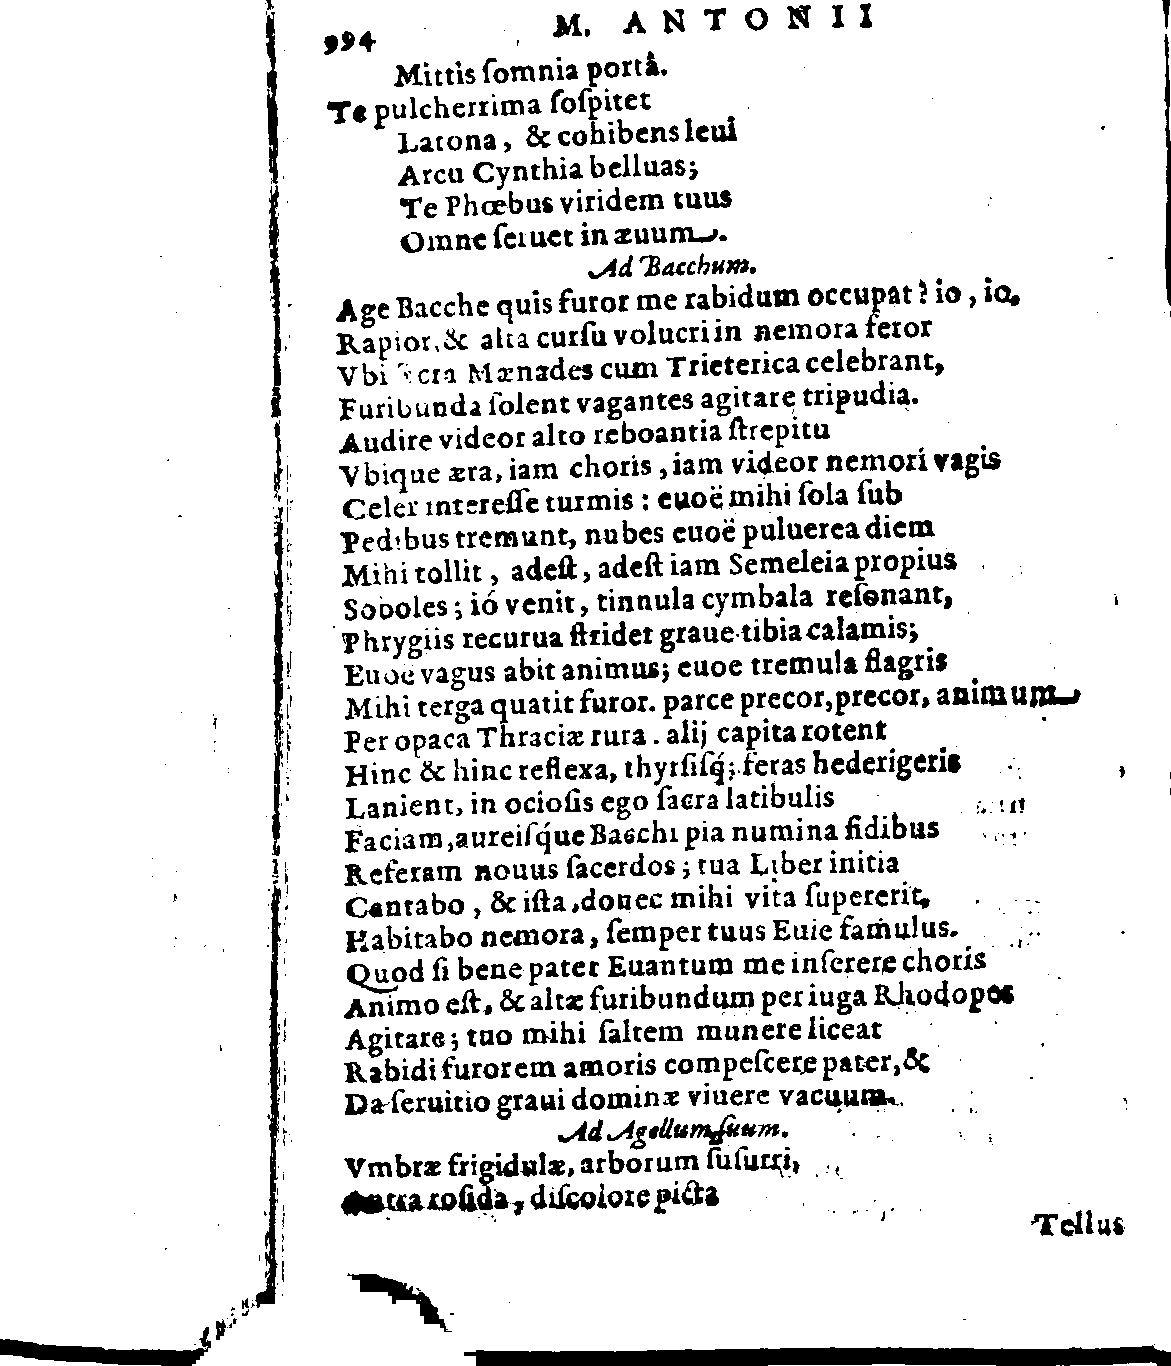 994
M. ANTONII
Mittis ſomnia portâ.
Te pulcherrima ſoſpitet
Latona, & cohibens leui
Arcu Cynthia belluas;
Te Phœbus viridem tuus
Omne ſeruet in æuum.
Ad Bacchum.
Age Bacche quis furor me rabidum occupat? io, io.
Rapior, & alta curſu volucri in nemora feror
Vbi Mænades cum Trieterica celebrant,
Furibunda ſolent vagantes agitare tripudia.
Audire videor alto reboantia ſtrepitu
Vbique æra, iam choris, iam videor nemori vagis
Celer intereſſe turmis: euoë mihi ſola ſub
Pedibus tremunt, nubes euoë puluerea diem
Mihi tollit, adeſt, adeſt iam Semeleia propius
Soboles; ió venit, tinnula cymbala reſonant,
Phrygiis recurua ſtridet graue tibia calamis;
Euoe vagus abit animus; euoe tremula flagris
Mihi terga quatit furor. parce precor, precor, animum
Per opaca Thraciæ rura. alij capita rotent
Hinc & hinc reflexa, thyrſiſq́; feras hederigeris
Lanient, in ocioſis ego ſacra latibulis
Faciam, aureiſq́ue Bacchi pia numina fidibus
Referam nouus ſacerdos; tua Liber initia
Cantabo, & iſta, donec mihi vita ſupererit,
Habitabo nemora, ſemper tuus Euie famulus.
Quod ſi bene pater Euantum me inſerere choris
Animo eſt, & altæ furibundum per iuga Rhodopes
Agitare; tuo mihi ſaltem munere liceat
Rabidi furorem amoris compeſcere pater, &
Da ſeruitio graui dominæ viuere vacuum.
Ad Agellum ſuum.
Vmbræ frigidulæ, arborum ſuſurri,
Antra roſida, diſcolore picta
Tellus